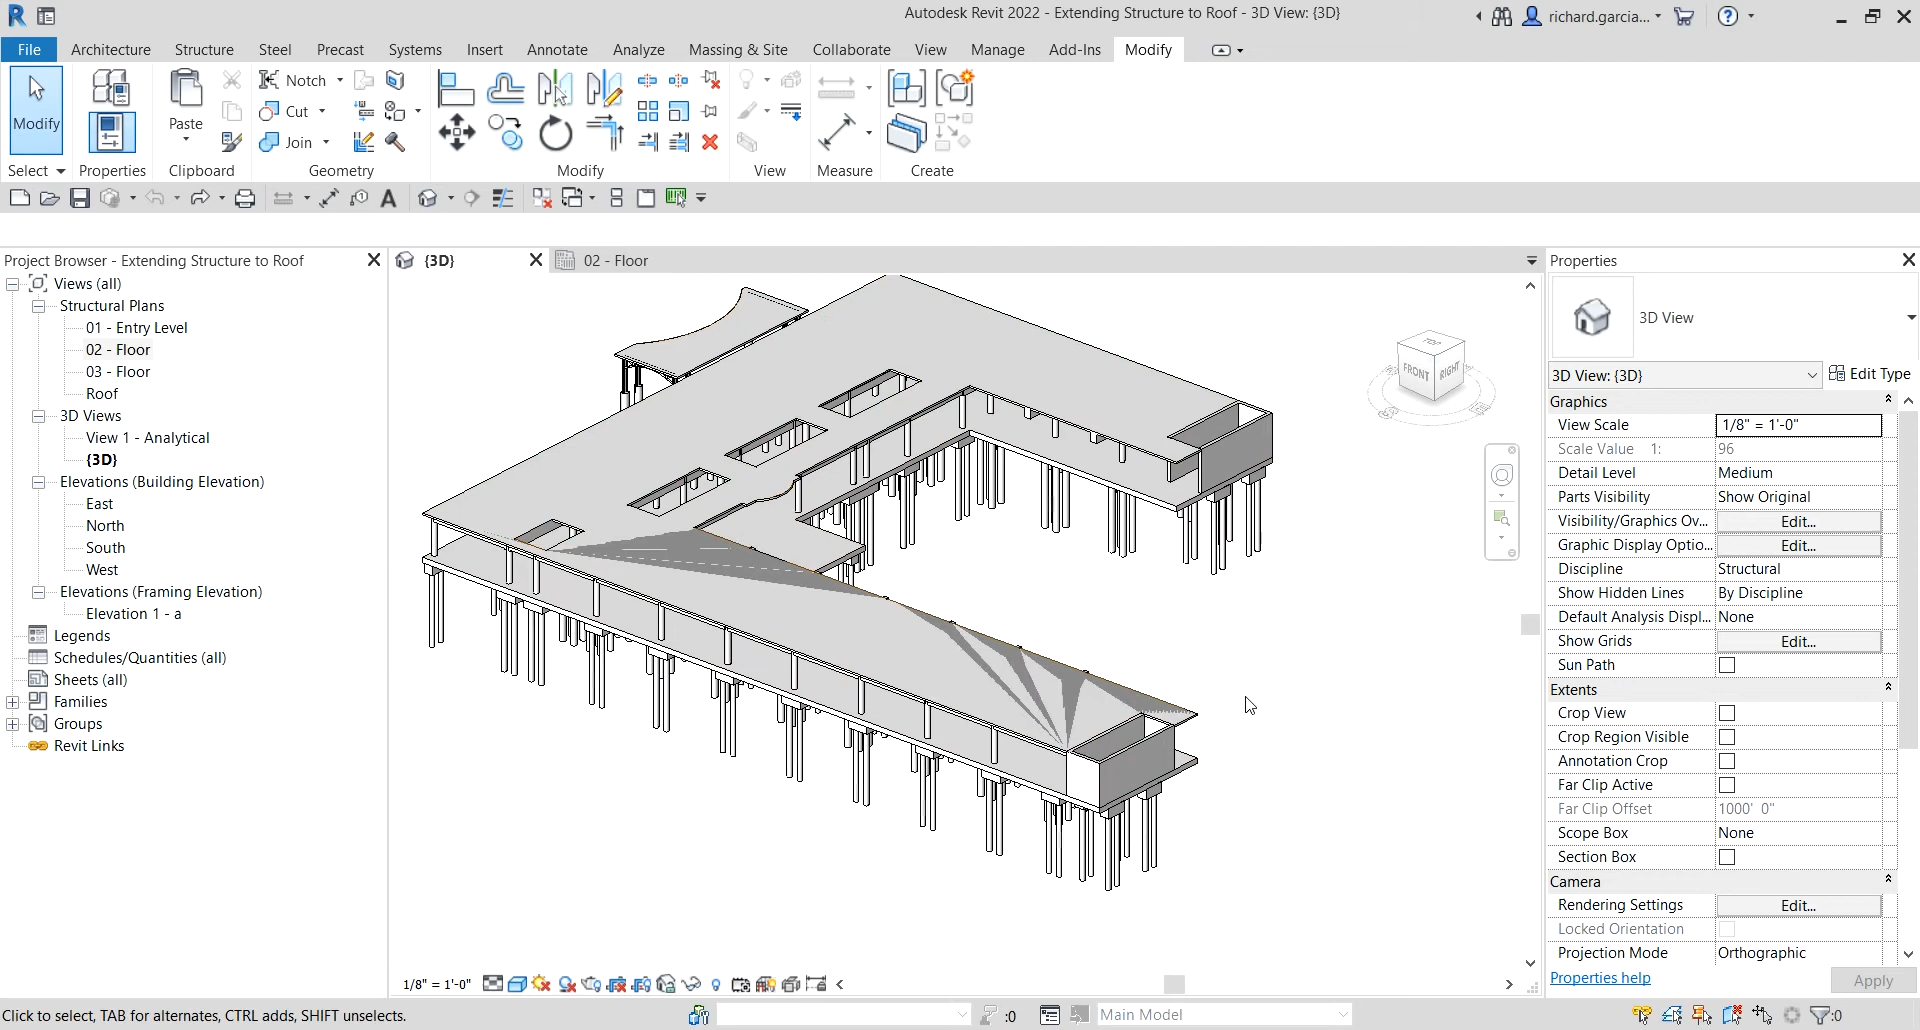 Autodesk Revit 2022 - Extending Structure to Roof - 3D View: {3D}
richard.garcia...
File Architecture Structure Steel Precast Systems Insert Annotate Analyze Massing & Site Collaborate View Manage Add-Ins Modify
Modify
Paste
Notch
Cut
Join
Select Properties Clipboard Geometry Modify View Measure Create
Project Browser - Extending Structure to Roof
{3D}
02 - Floor
Views (all)
Structural Plans
01 - Entry Level
02 - Floor
03 - Floor
Roof
3D Views
View 1 - Analytical
{3D}
Elevations (Building Elevation)
East
North
South
West
Elevations (Framing Elevation)
Elevation 1 - a
Legends
Schedules/Quantities (all)
Sheets (all)
Families
Groups
Revit Links
TOP
FRONT
RIGHT
Properties
3D View
3D View: {3D}
Edit Type
Graphics
View Scale 1/8" = 1'-0"
Scale Value 1: 96
Detail Level Medium
Parts Visibility Show Original
Visibility/Graphics Ov... Edit...
Graphic Display Optio... Edit...
Discipline Structural
Show Hidden Lines By Discipline
Default Analysis Displ... None
Show Grids Edit...
Sun Path
Extents
Crop View
Crop Region Visible
Annotation Crop
Far Clip Active
Far Clip Offset 1000' 0"
Scope Box None
Section Box
Camera
Rendering Settings Edit...
Locked Orientation
Projection Mode Orthographic
Properties help
Apply
1/8" = 1'-0"
Click to select, TAB for alternates, CTRL adds, SHIFT unselects.
:0
Main Model
:0